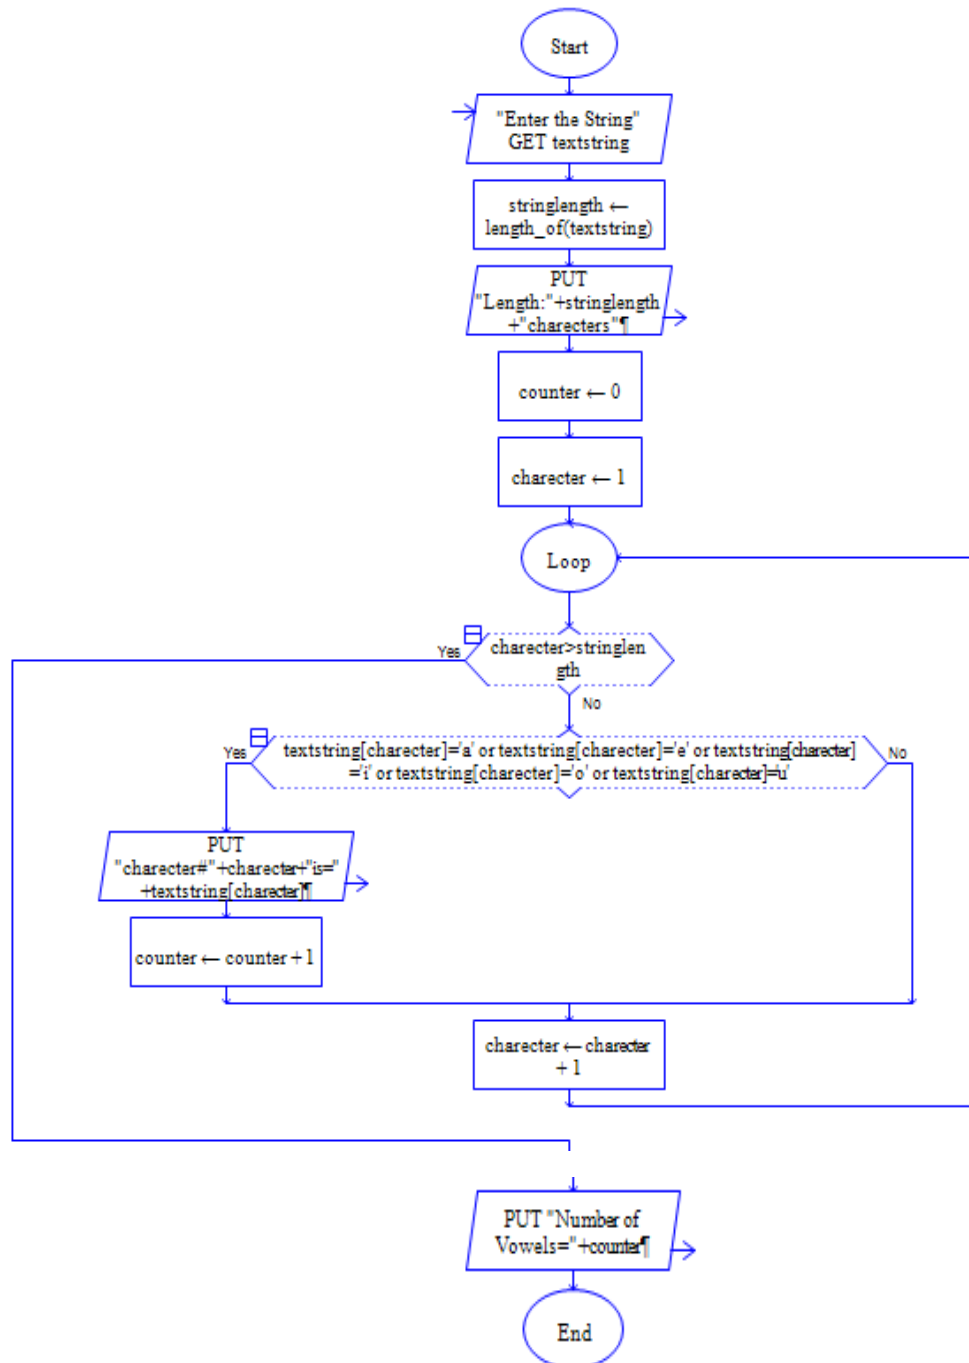 Start
"Enter the String"
GET textstring
stringlength ←
length_of(textstring)
PUT
"Length:"+stringlength
+"charecters"¶
counter ← 0
charecter ← 1
Loop
Yes
charecter>stringlen
gth
No
Yes
textstring[charecter]='a' or textstring[charecter]='e' or textstring[charecter]
='i' or textstring[charecter]='o' or textstring[charecter]='u'
No
PUT
"charecter#"+charecter+"is="
+textstring[charecter]¶
counter ← counter + 1
charecter ← charecter
+ 1
PUT "Number of
Vowels="+counter¶
End